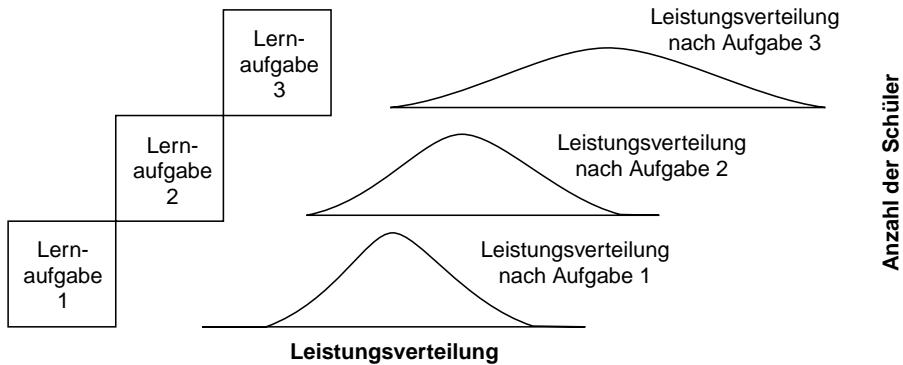 Lern-
aufgabe
3
Leistungsverteilung
nach Aufgabe 3
Lern-
aufgabe
2
Leistungsverteilung
nach Aufgabe 2
Lern-
aufgabe
1
Leistungsverteilung
nach Aufgabe 1
Leistungsverteilung
Anzahl der Schüler